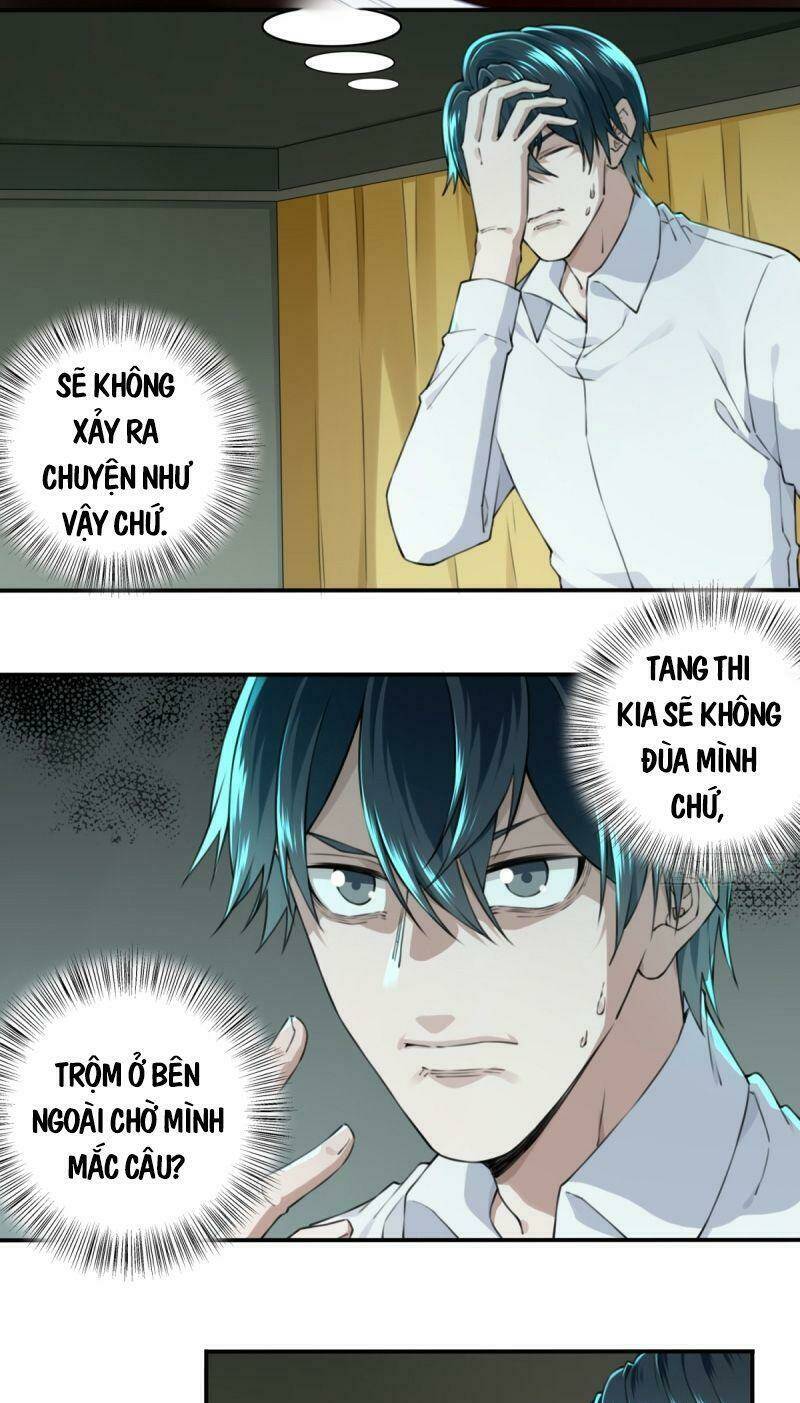 SẼ KHÔNG
XẢY RA
CHUYỆN NHƯ
VẬY CHỨ.
TANG THI
KIA SẼ KHÔNG
ĐÙA MÌNH
CHỨ,
TRỘM Ở BÊN
NGOÀI CHỜ MÌNH
MẮC CÂU?